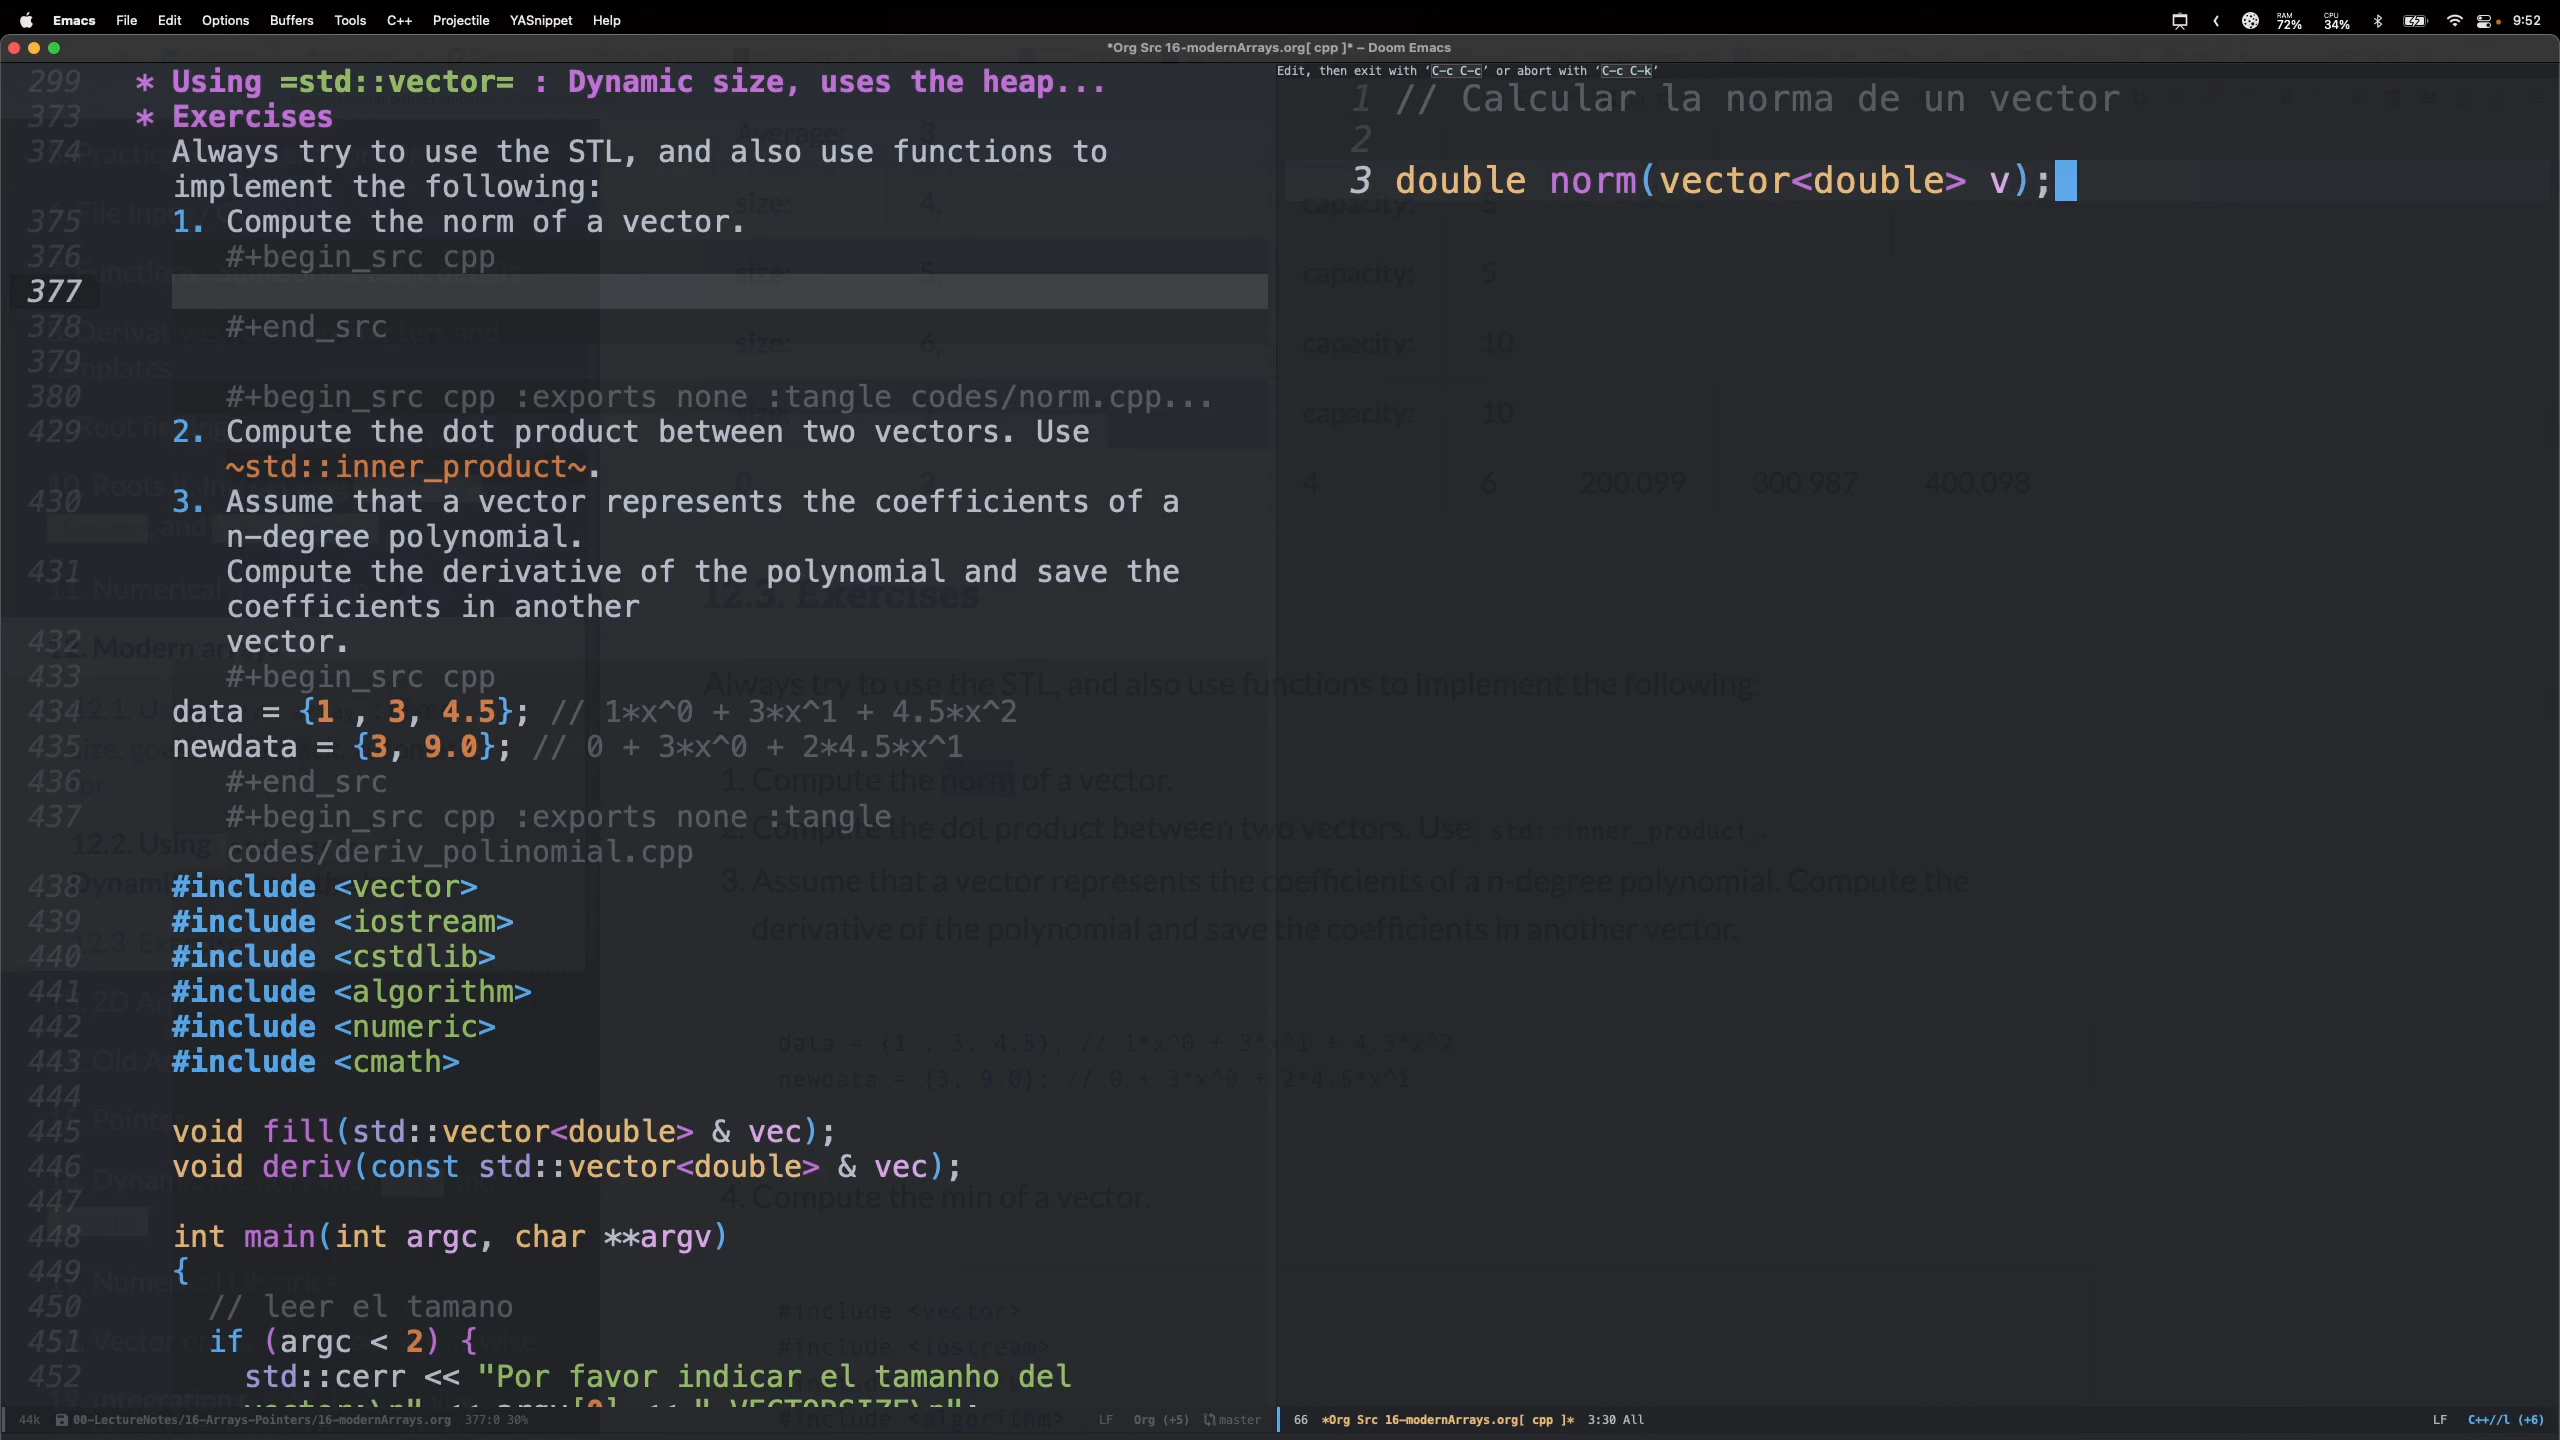 Emacs File Edit Options Buffers Tools C++ Projectile YASnippet Help RAM 72% CPU 34% 9:52
*Org Src 16-modernArrays.org[ cpp ]* – Doom Emacs
299 * Using =std::vector= : Dynamic size, uses the heap...
373 * Exercises
374 Always try to use the STL, and also use functions to
implement the following:
375 1. Compute the norm of a vector.
376 #+begin_src cpp
377
378 #+end_src
379
380 #+begin_src cpp :exports none :tangle codes/norm.cpp...
429 2. Compute the dot product between two vectors. Use
~std::inner_product~.
430 3. Assume that a vector represents the coefficients of a
n-degree polynomial.
431 Compute the derivative of the polynomial and save the
coefficients in another
432 vector.
433 #+begin_src cpp
434 data = {1 , 3, 4.5}; // 1*x^0 + 3*x^1 + 4.5*x^2
435 newdata = {3, 9.0}; // 0 + 3*x^0 + 2*4.5*x^1
436 #+end_src
437 #+begin_src cpp :exports none :tangle
codes/deriv_polinomial.cpp
438 #include <vector>
439 #include <iostream>
440 #include <cstdlib>
441 #include <algorithm>
442 #include <numeric>
443 #include <cmath>
444
445 void fill(std::vector<double> & vec);
446 void deriv(const std::vector<double> & vec);
447
448 int main(int argc, char **argv)
449 {
450 // leer el tamano
451 if (argc < 2) {
452 std::cerr << "Por favor indicar el tamanho del
44k 00-LectureNotes/16-Arrays-Pointers/16-modernArrays.org 377:0 30% LF Org (+5) master
Edit, then exit with ‘C-c C-c’ or abort with ‘C-c C-k’
1 // Calcular la norma de un vector
2
3 double norm(vector<double> v);
Average: 3
size: 4, capacity: 5
size: 5, capacity: 5
size: 6, capacity: 10
capacity: 10
4 6 200.099 300.987 400.098
12.3. Exercises
Always try to use the STL, and also use functions to implement the following:
1. Compute the norm of a vector.
2. Compute the dot product between two vectors. Use std::inner_product .
3. Assume that a vector represents the coefficients of a n-degree polynomial. Compute the
derivative of the polynomial and save the coefficients in another vector.
data = {1 , 3, 4.5}; // 1*x^0 + 3*x^1 + 4.5*x^2
newdata = {3, 9.0}; // 0 + 3*x^0 + 2*4.5*x^1
4. Compute the min of a vector.
#include <vector>
#include <iostream>
#include <algorithm>
66 *Org Src 16-modernArrays.org[ cpp ]* 3:30 All LF C++//l (+6)